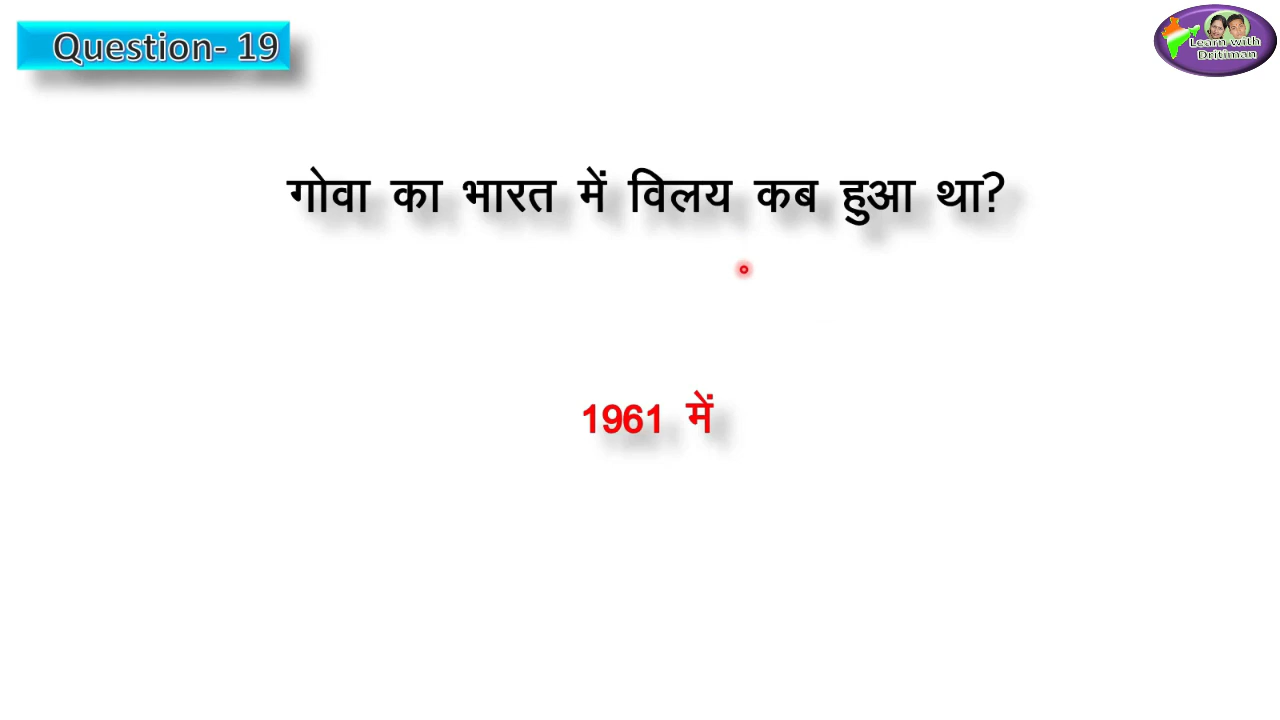 Question- 19
Learn with
Dritiman
गोवा का भारत में विलय कब हुआ था?
1961 में